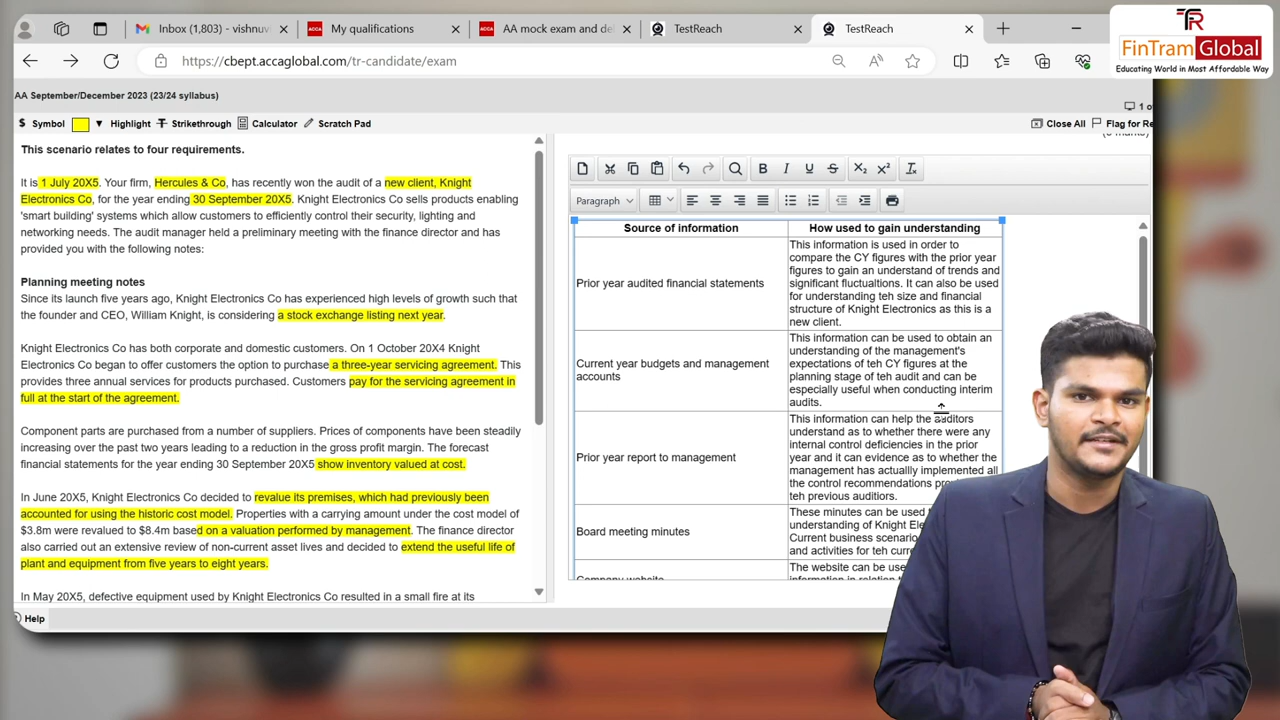 Inbox (1,803) - vishnuv
My qualifications
AA mock exam and de
TestReach
TestReach
https://cbept.accaglobal.com/tr-candidate/exam
FinTram Global
Educating World in Most Affordable Way
AA September/December 2023 (23/24 syllabus)
Symbol
Highlight
Strikethrough
Calculator
Scratch Pad
Close All
Flag for Re
This scenario relates to four requirements.
It is 1 July 20X5. Your firm, Hercules & Co, has recently won the audit of a new client, Knight
Electronics Co, for the year ending 30 September 20X5. Knight Electronics Co sells products enabling
'smart building' systems which allow customers to efficiently control their security, lighting and
networking needs. The audit manager held a preliminary meeting with the finance director and has
provided you with the following notes:
Planning meeting notes
Since its launch five years ago, Knight Electronics Co has experienced high levels of growth such that
the founder and CEO, William Knight, is considering a stock exchange listing next year.
Knight Electronics Co has both corporate and domestic customers. On 1 October 20X4 Knight
Electronics Co began to offer customers the option to purchase a three-year servicing agreement. This
provides three annual services for products purchased. Customers pay for the servicing agreement in
full at the start of the agreement.
Component parts are purchased from a number of suppliers. Prices of components have been steadily
increasing over the past two years leading to a reduction in the gross profit margin. The forecast
financial statements for the year ending 30 September 20X5 show inventory valued at cost.
In June 20X5, Knight Electronics Co decided to revalue its premises, which had previously been
accounted for using the historic cost model. Properties with a carrying amount under the cost model of
$3.8m were revalued to $8.4m based on a valuation performed by management. The finance director
also carried out an extensive review of non-current asset lives and decided to extend the useful life of
plant and equipment from five years to eight years.
In May 20X5, defective equipment used by Knight Electronics Co resulted in a small fire at its
Help
Paragraph
Source of information
How used to gain understanding
Prior year audited financial statements
This information is used in order to
compare the CY figures with the prior year
figures to gain an understand of trends and
significant fluctualtions. It can also be used
for understanding teh size and financial
structure of Knight Electronics as this is a
new client.
Current year budgets and management
accounts
This information can be used to obtain an
understanding of the management's
expectations of teh CY figures at the
planning stage of teh audit and can be
especially useful when conducting interim
audits.
Prior year report to management
This information can help the aditors
understand as to whether there were any
internal control deficiencies in the prior
year and it can evidence as to whether the
management has actuallly implemented all
the control recommendations
teh previous auditors.
Board meeting minutes
These minutes can be used
understanding of Knight Ele
Current business scenario
and activities for teh curre
Company website
The website can be use
information in relation